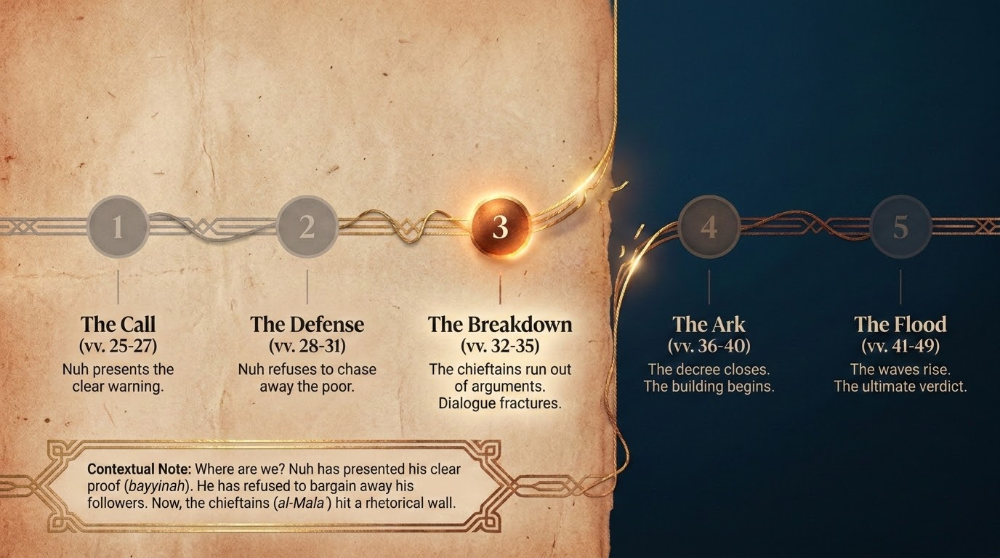 1
2
3
4
5
The Call
(vv. 25-27)
Nuh presents the
clear warning.
The Defense
(vv. 28-31)
Nuh refuses to chase
away the poor.
The Breakdown
(vv. 32-35)
The chieftains run out
of arguments.
Dialogue fractures.
The Ark
(vv. 36-40)
The decree closes.
The building begins.
The Flood
(vv. 41-49)
The waves rise.
The ultimate verdict.
Contextual Note: Where are we? Nuh has presented his clear
proof (bayyinah). He has refused to bargain away his
followers. Now, the chieftains (al-Mala') hit a rhetorical wall.